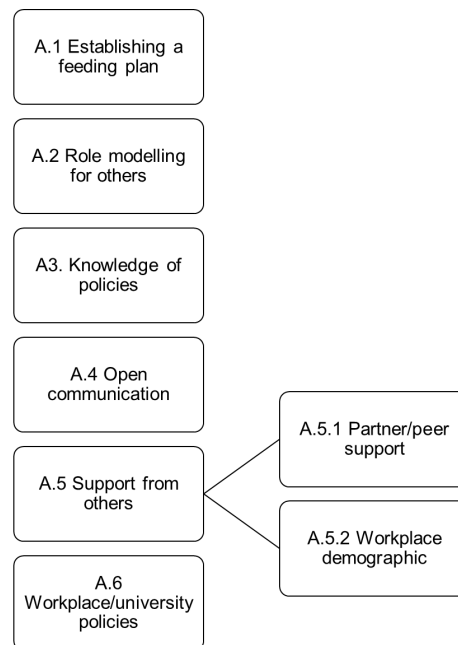 A.1 Establishing a
feeding plan
A.2 Role modelling
for others
A3. Knowledge of
policies
A.4 Open
communication
A.5 Support from
others
A.5.1 Partner/peer
support
A.5.2 Workplace
demographic
A.6
Workplace/university
policies